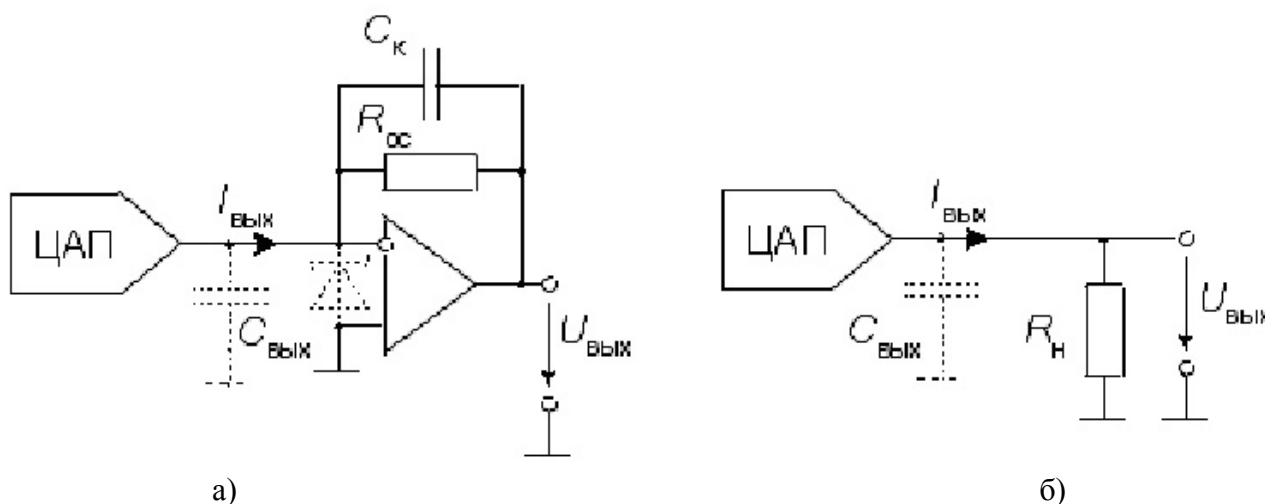 Cк
Rос
ЦАП
Iвых
Cвых
Uвых
а)
ЦАП
Iвых
Cвых
Rн
Uвых
б)